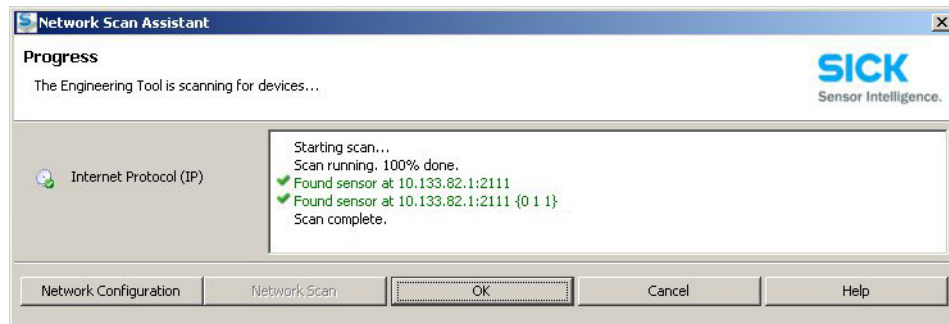 Network Scan Assistant
Progress
The Engineering Tool is scanning for devices...
SICK
Sensor Intelligence.
Internet Protocol (IP)
Starting scan...
Scan running. 100% done.
Found sensor at 10.133.82.1:2111
Found sensor at 10.133.82.1:2111 {0 1 1}
Scan complete.
Network Configuration
Network Scan
OK
Cancel
Help